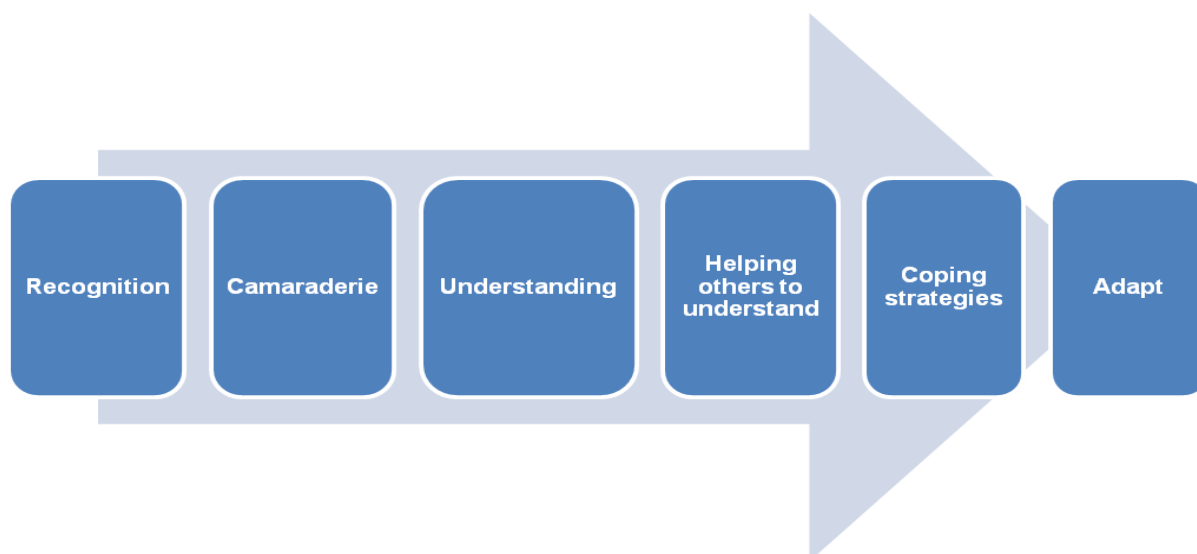 Recognition
Camaraderie
Understanding
Helping
others to
understand
Coping
strategies
Adapt